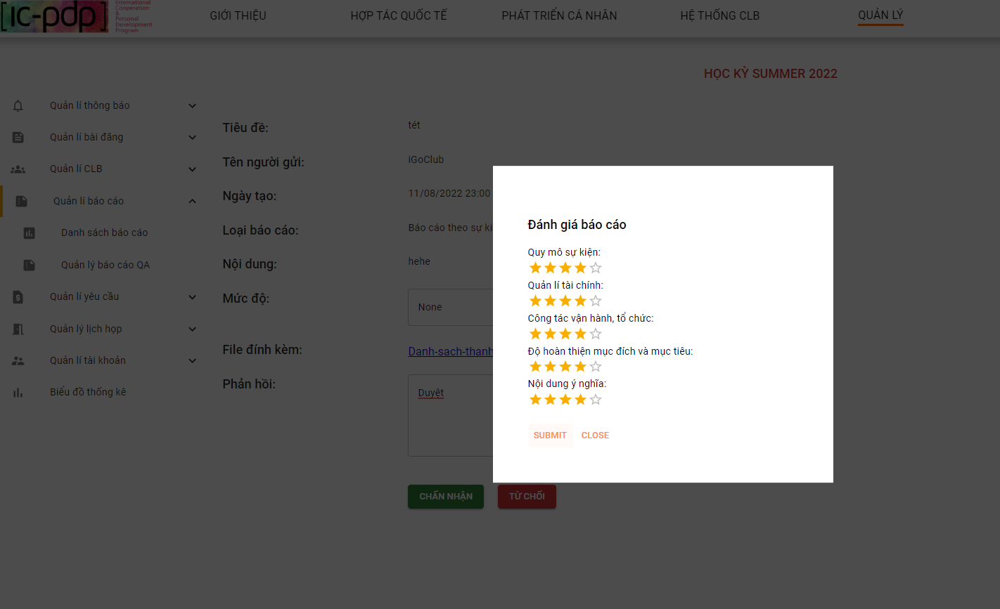 [ic-pdp]
International
Cooperation
&
Personal
Development
Program
GIỚI THIỆU
HỢP TÁC QUỐC TẾ
PHÁT TRIỂN CÁ NHÂN
HỆ THỐNG CLB
QUẢN LÝ
HỌC KỲ SUMMER 2022
Quản lí thông báo
Quản lí bài đăng
Quản lí CLB
Quản lí báo cáo
Danh sách báo cáo
Quản lý báo cáo QA
Quản lí yêu cầu
Quản lý lịch họp
Quản lí tài khoản
Biểu đồ thống kê
Tiêu đề:
tét
Tên người gửi:
iGoClub
Ngày tạo:
11/08/2022 23:00
Loại báo cáo:
Báo cáo theo sự ki
Nội dung:
hehe
Mức độ:
None
File đính kèm:
Danh-sach-thanh
Phản hồi:
Duyệt
CHẤN NHẬN
TỪ CHỐI
Đánh giá báo cáo
Quy mô sự kiện:
Quản lí tài chính:
Công tác vận hành, tổ chức:
Độ hoàn thiện mục đích và mục tiêu:
Nội dung ý nghĩa:
SUBMIT
CLOSE